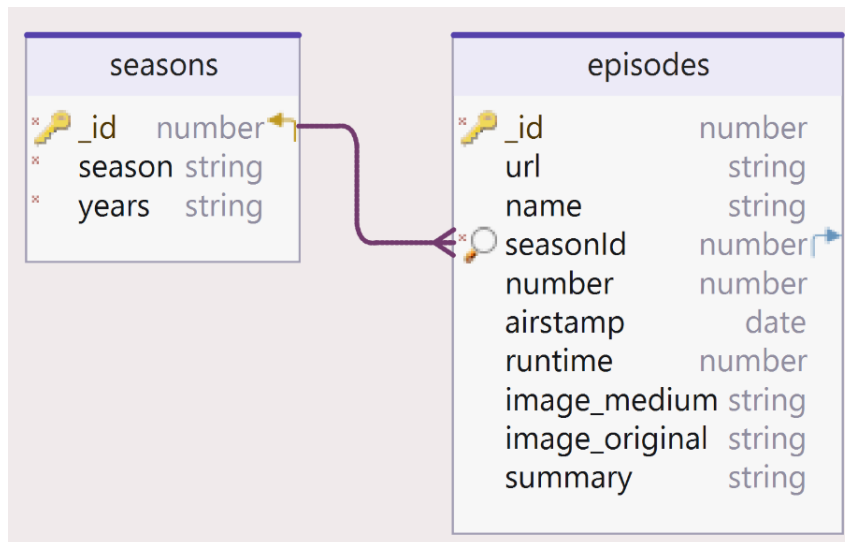 seasons
_id number
season string
years string
episodes
_id number
url string
name string
seasonId number
number number
airstamp date
runtime number
image_medium string
image_original string
summary string